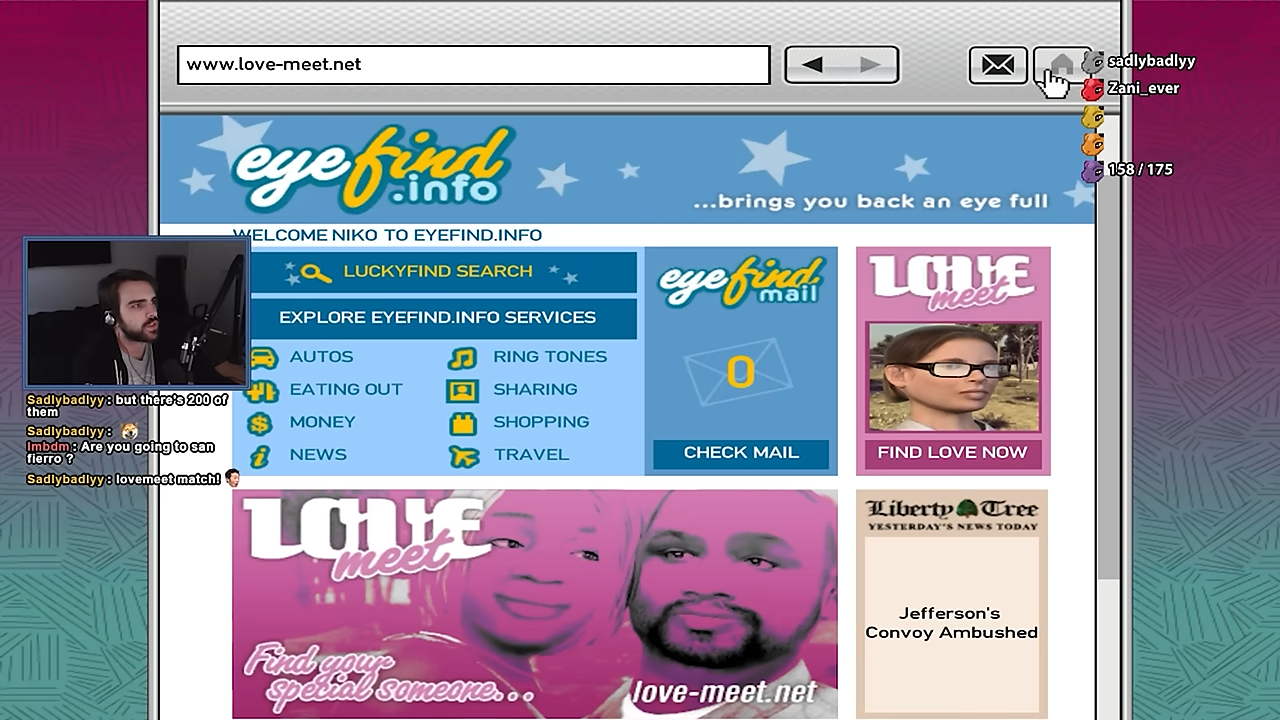 www.love-meet.net
sadlybadlyy
Zani_ever
158 / 175
eyefind
.info
...brings you back an eye full
WELCOME NIKO TO EYEFIND.INFO
LUCKYFIND SEARCH
EXPLORE EYEFIND.INFO SERVICES
AUTOS
RING TONES
EATING OUT
SHARING
MONEY
SHOPPING
NEWS
TRAVEL
eyefind
mail
0
CHECK MAIL
LOVE
meet
FIND LOVE NOW
Sadlybadlyy: but there's 200 of
them
Sadlybadlyy:
lmbdm: Are you going to san
fierro ?
Sadlybadlyy: lovemeet match!
LOVE
meet
Find your
special someone...
love-meet.net
Liberty Tree
YESTERDAY'S NEWS TODAY
Jefferson's
Convoy Ambushed